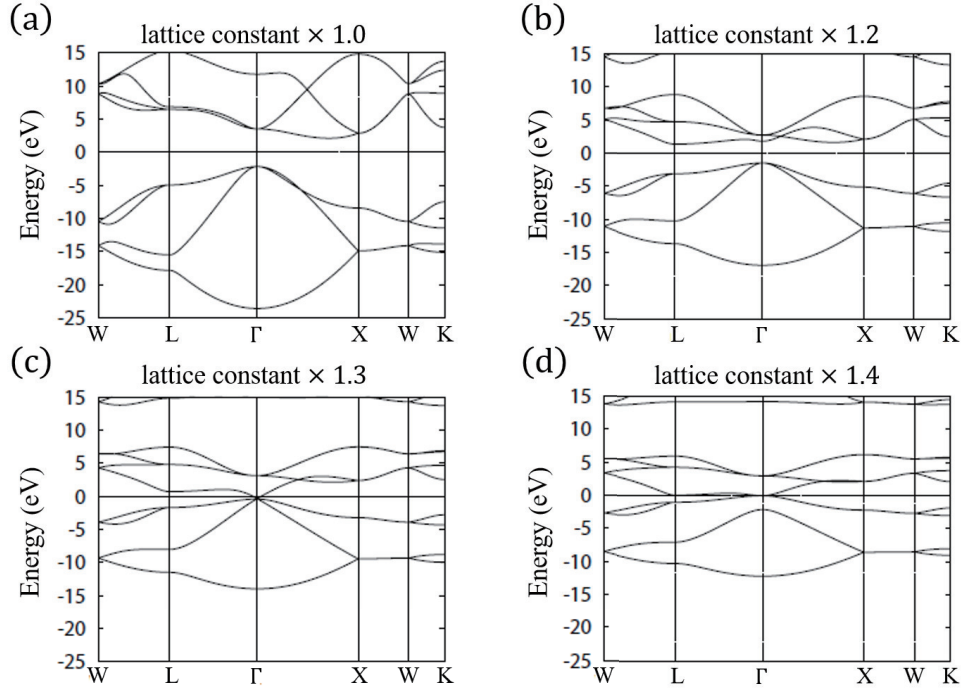 (a)
lattice constant × 1.0
Energy (eV)
15
10
5
0
-5
-10
-15
-20
-25
W L Γ X W K
(b)
lattice constant × 1.2
Energy (eV)
15
10
5
0
-5
-10
-15
-20
-25
W L Γ X W K
(c)
lattice constant × 1.3
Energy (eV)
15
10
5
0
-5
-10
-15
-20
-25
W L Γ X W K
(d)
lattice constant × 1.4
Energy (eV)
15
10
5
0
-5
-10
-15
-20
-25
W L Γ X W K